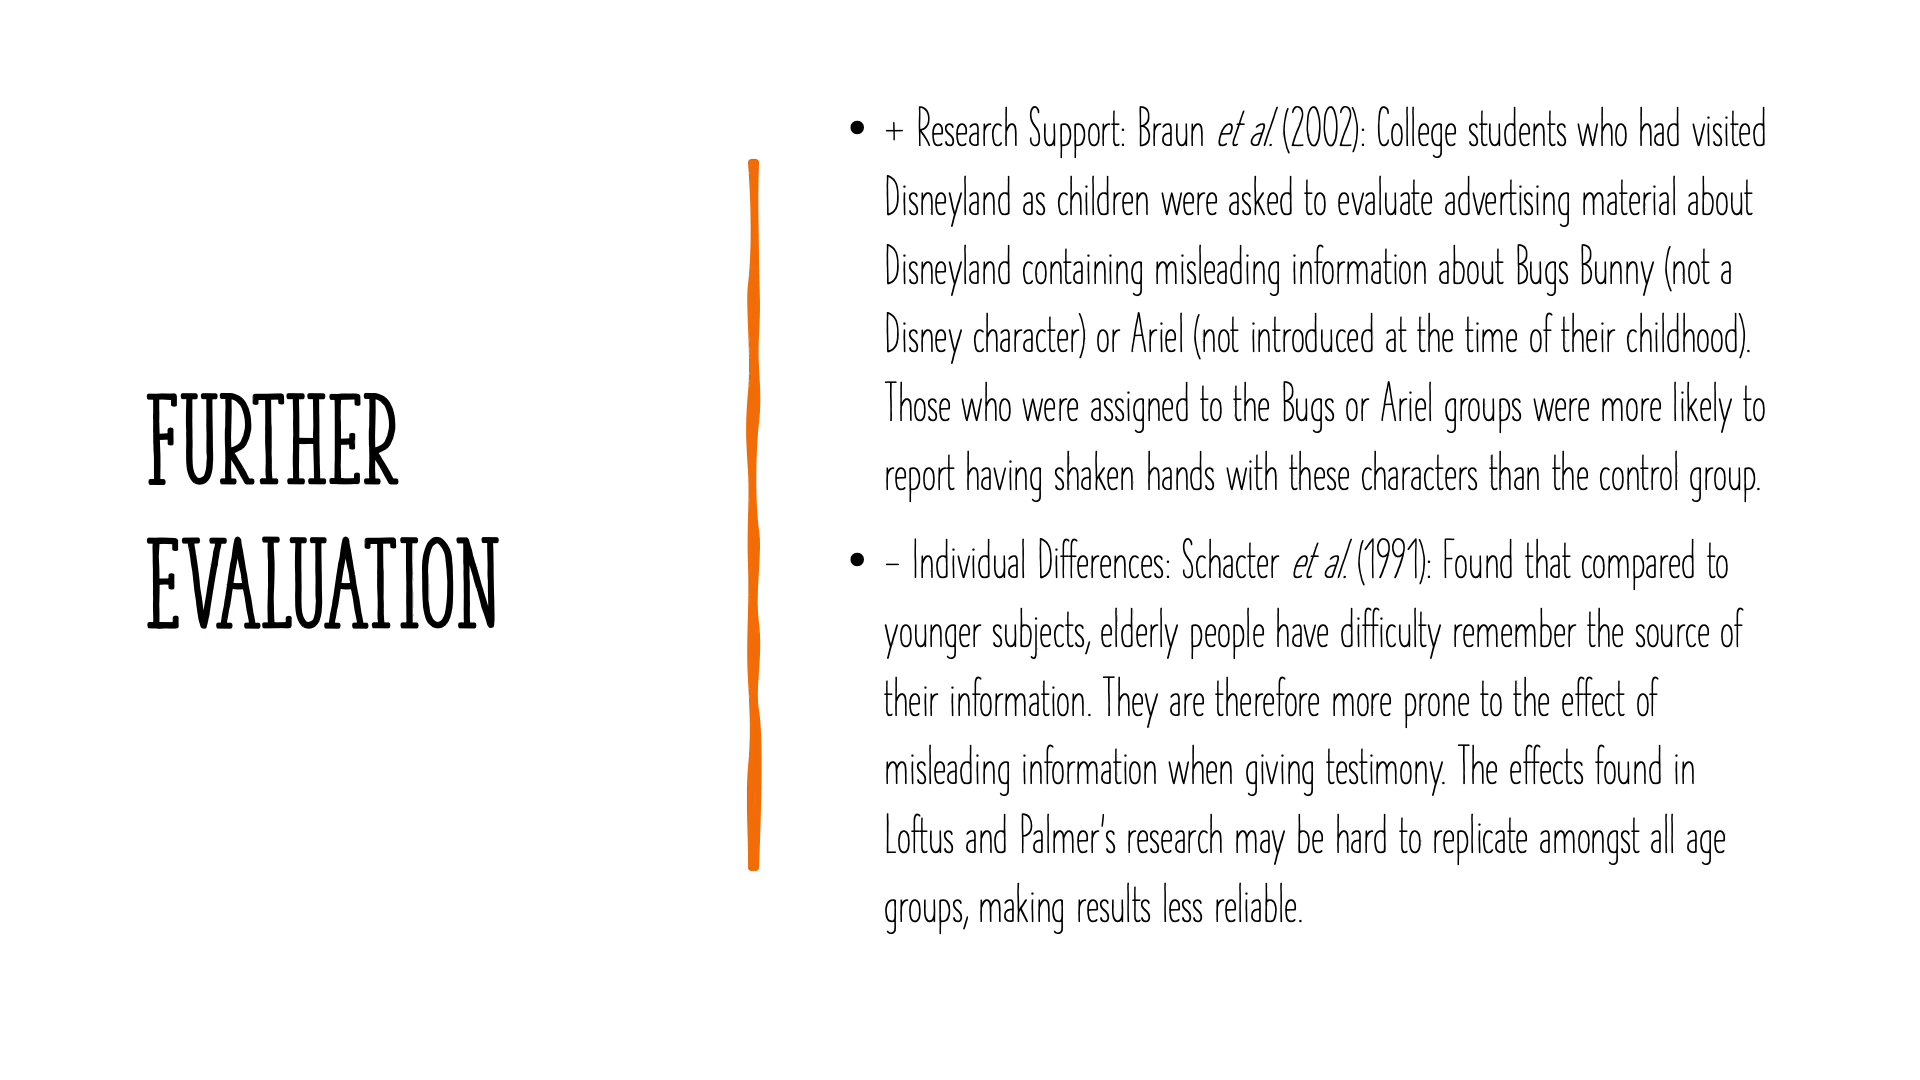 FURTHER
EVALUATION
• + Research Support: Braun et al. (2002): College students who had visited
Disneyland as children were asked to evaluate advertising material about
Disneyland containing misleading information about Bugs Bunny (not a
Disney character) or Ariel (not introduced at the time of their childhood).
Those who were assigned to the Bugs or Ariel groups were more likely to
report having shaken hands with these characters than the control group.
• – Individual Differences: Schacter et al. (1991): Found that compared to
younger subjects, elderly people have difficulty remember the source of
their information. They are therefore more prone to the effect of
misleading information when giving testimony. The effects found in
Loftus and Palmer's research may be hard to replicate amongst all age
groups, making results less reliable.